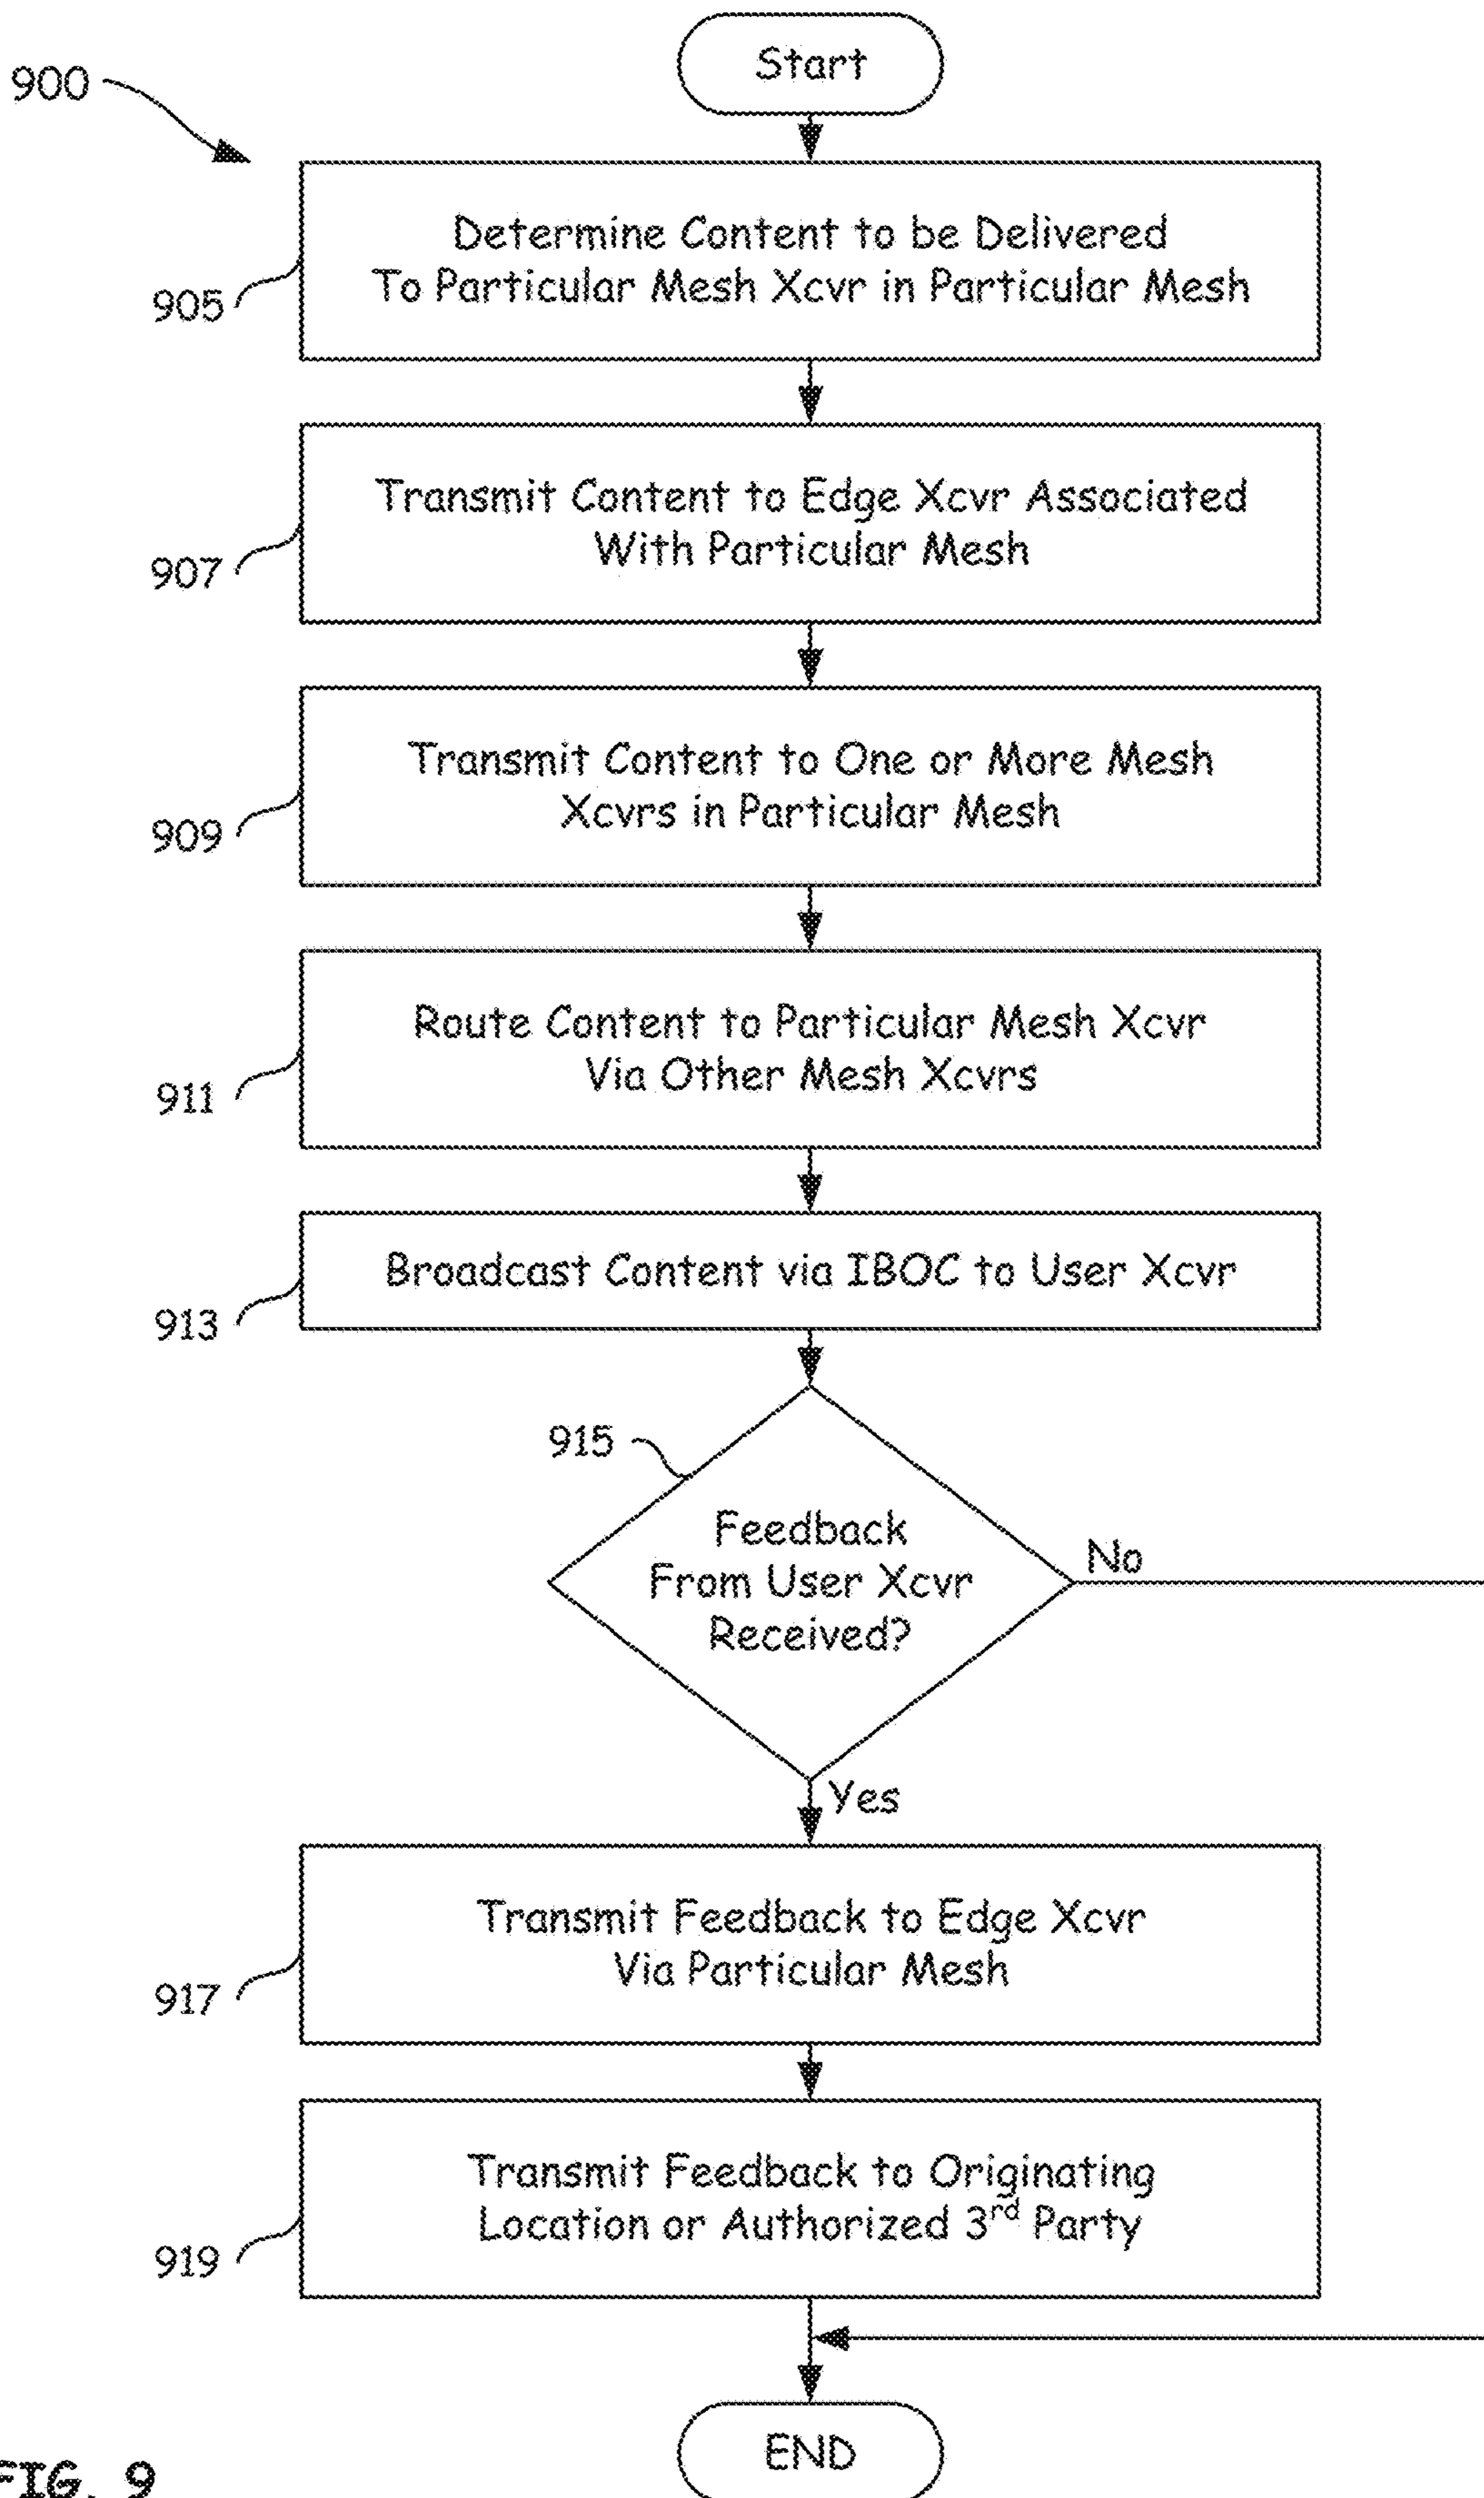 Start
900
Determine Content to be Delivered
To Particular Mesh Xcvr in Particular Mesh
905
Transmit Content to Edge Xcvr Associated
With Particular Mesh
907
Transmit Content to One or More Mesh
Xcvrs in Particular Mesh
909
Route Content to Particular Mesh Xcvr
Via Other Mesh Xcvrs
911
Broadcast Content via IBOC to User Xcvr
913
915
Feedback
From User Xcvr
Received?
No
Yes
Transmit Feedback to Edge Xcvr
Via Particular Mesh
917
Transmit Feedback to Originating
Location or Authorized 3rd Party
919
END
FIG. 9